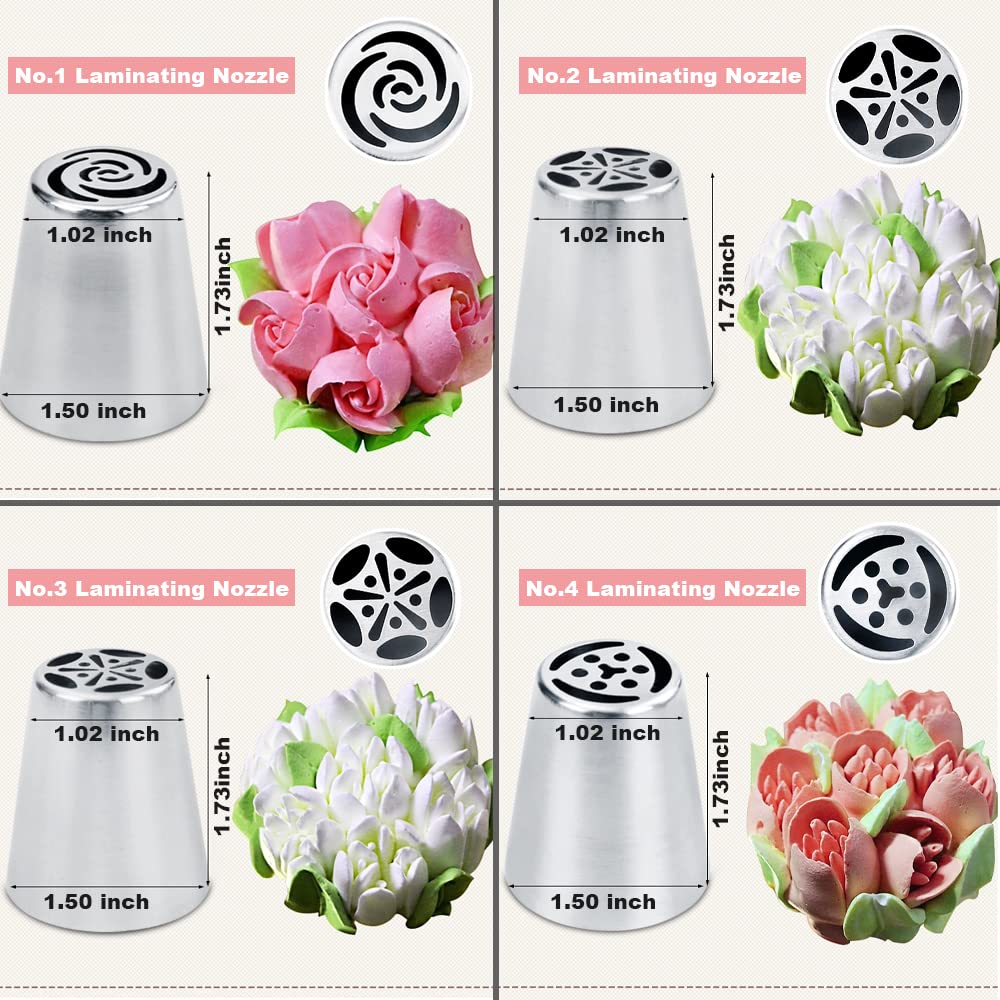 No.1 Laminating Nozzle
1.02 inch
1.73inch
1.50 inch
No.2 Laminating Nozzle
1.02 inch
1.73inch
1.50 inch
No.3 Laminating Nozzle
1.02 inch
1.73inch
1.50 inch
No.4 Laminating Nozzle
1.02 inch
1.73inch
1.50 inch